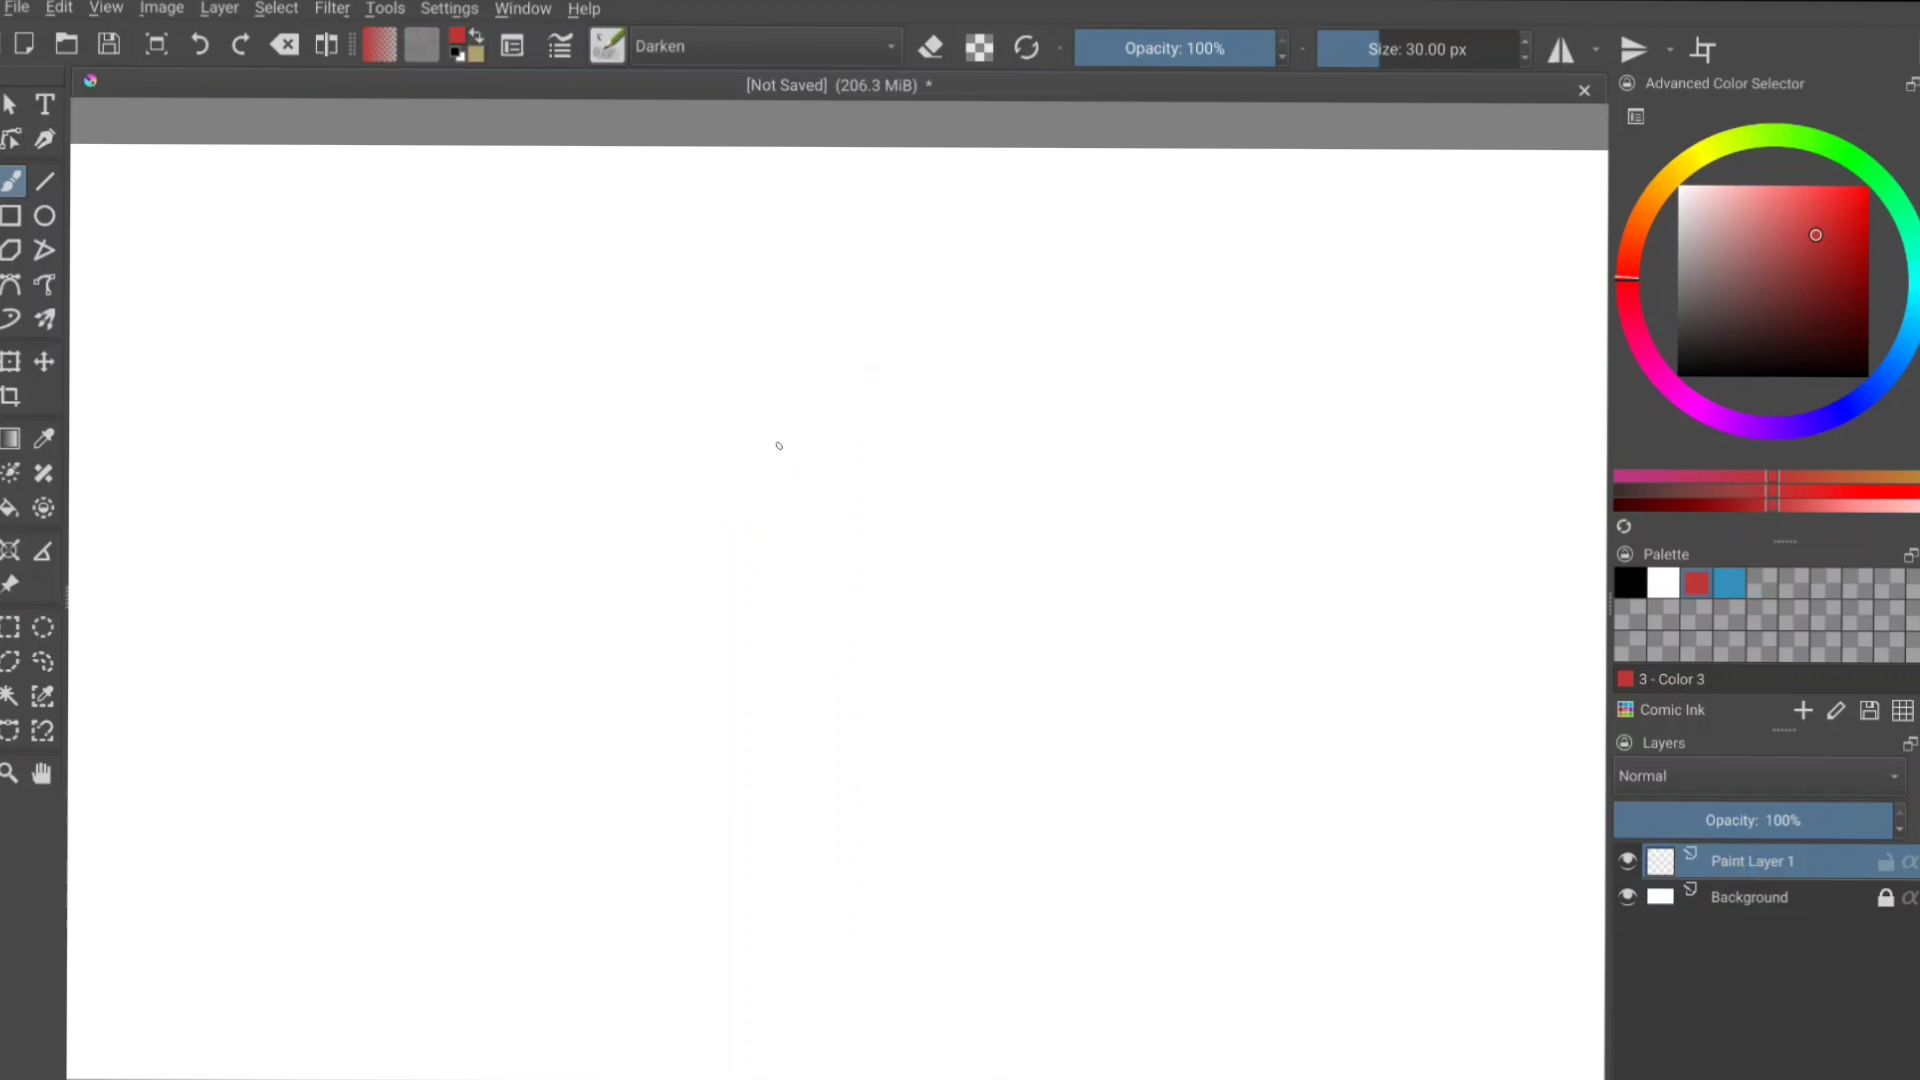 File Edit View Image Layer Select Filter Tools Settings Window Help
Darken
Opacity: 100%
Size: 30.00 px
[Not Saved] (206.3 MiB) *
Advanced Color Selector
Palette
3 - Color 3
Comic Ink
Layers
Normal
Opacity: 100%
Paint Layer 1
Background